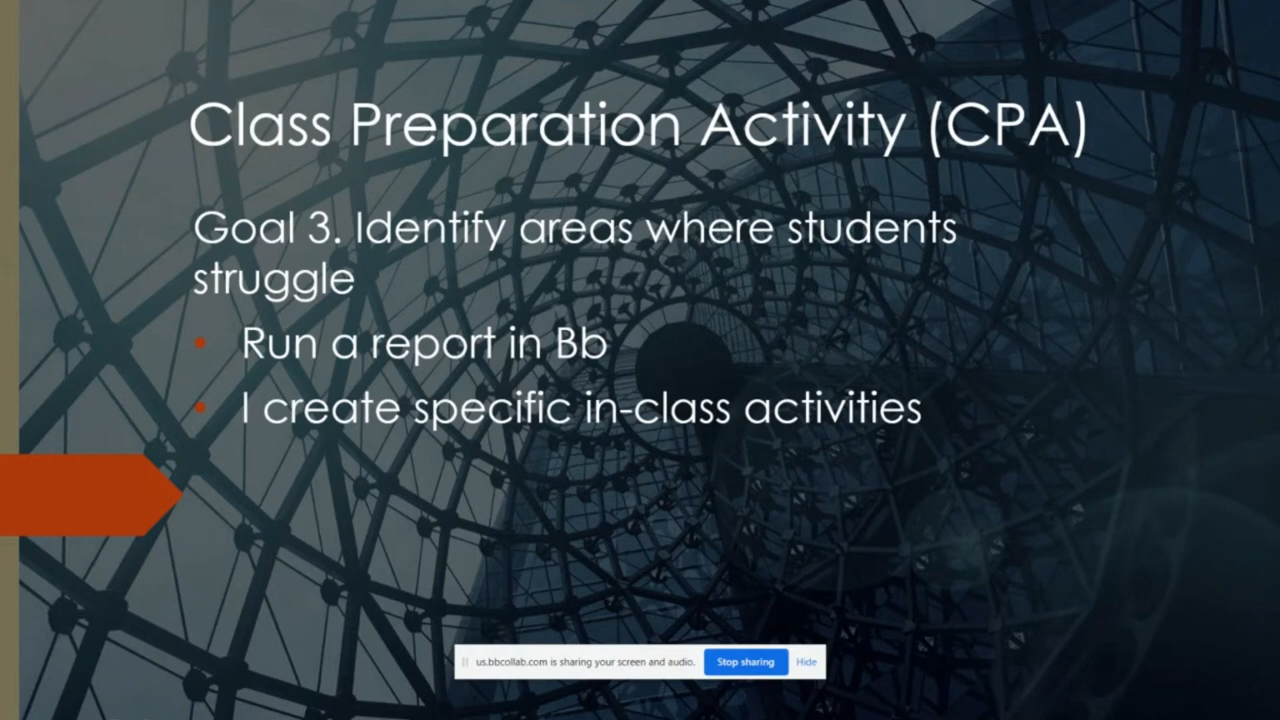 Class Preparation Activity (CPA)
Goal 3. Identify areas where students
struggle
• Run a report in Bb
• I create specific in-class activities
us.bbcollab.com is sharing your screen and audio. Stop sharing Hide